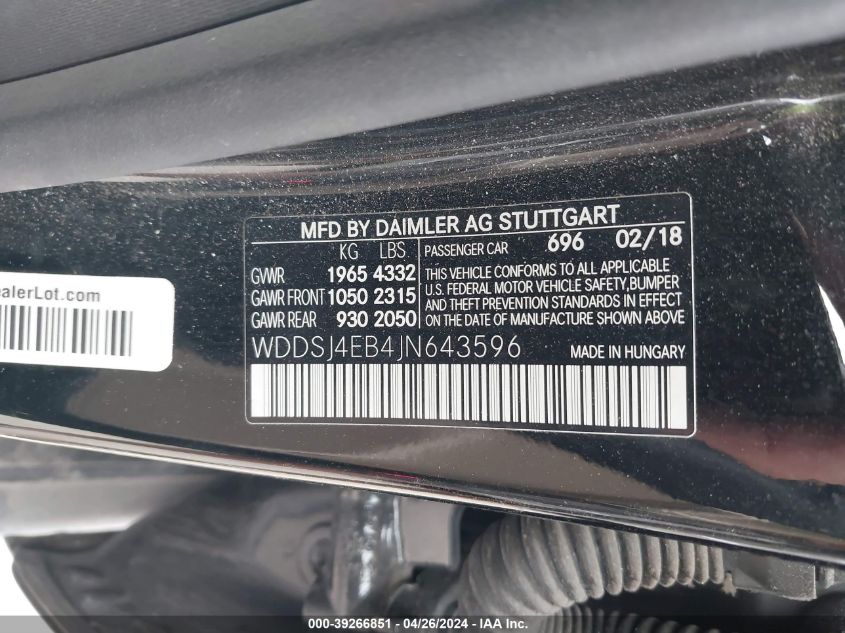 MFD BY DAIMLER AG STUTTGART
KG LBS
PASSENGER CAR 696 02/18
GVWR 1965 4332
GAWR FRONT 1050 2315
GAWR REAR 930 2050
THIS VEHICLE CONFORMS TO ALL APPLICABLE
U.S. FEDERAL MOTOR VEHICLE SAFETY,BUMPER
AND THEFT PREVENTION STANDARDS IN EFFECT
ON THE DATE OF MANUFACTURE SHOWN ABOVE
WDDSJ4EB4JN643596 MADE IN HUNGARY
alerLot.com
000-39266851 - 04/26/2024 - IAA Inc.